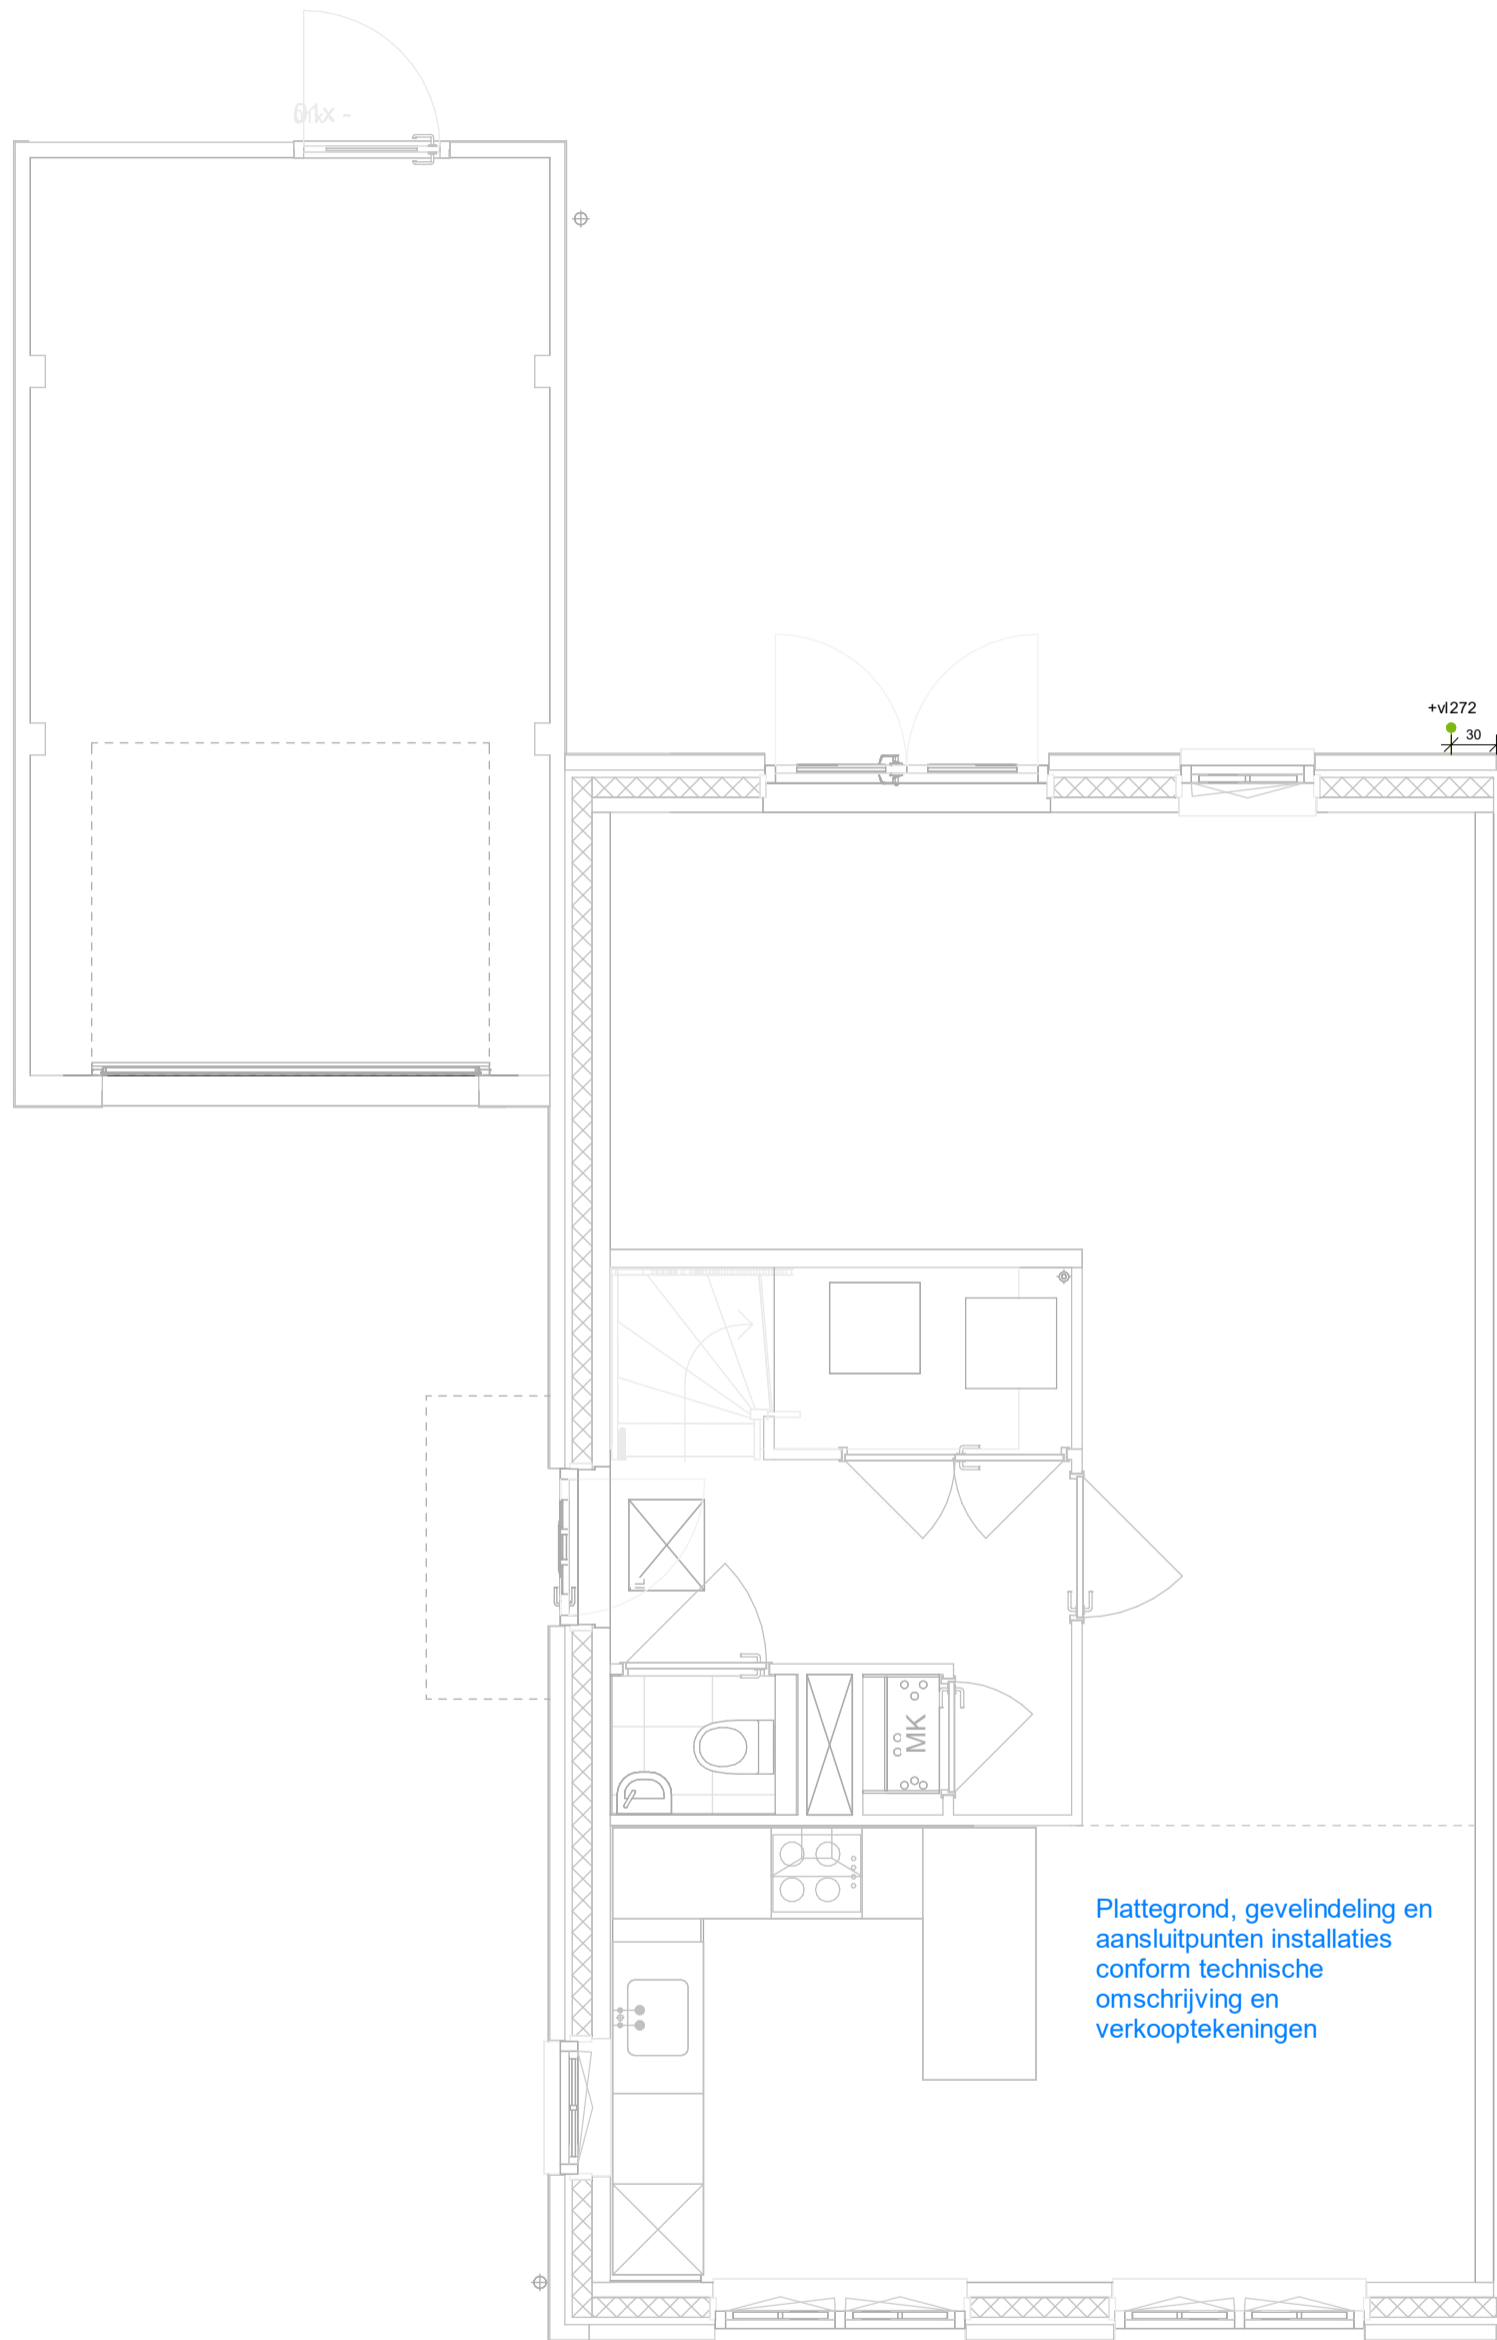 +vl272
30
MK
Plattegrond, gevelindeling en
aansluitpunten installaties
conform technische
omschrijving en
verkooptekeningen